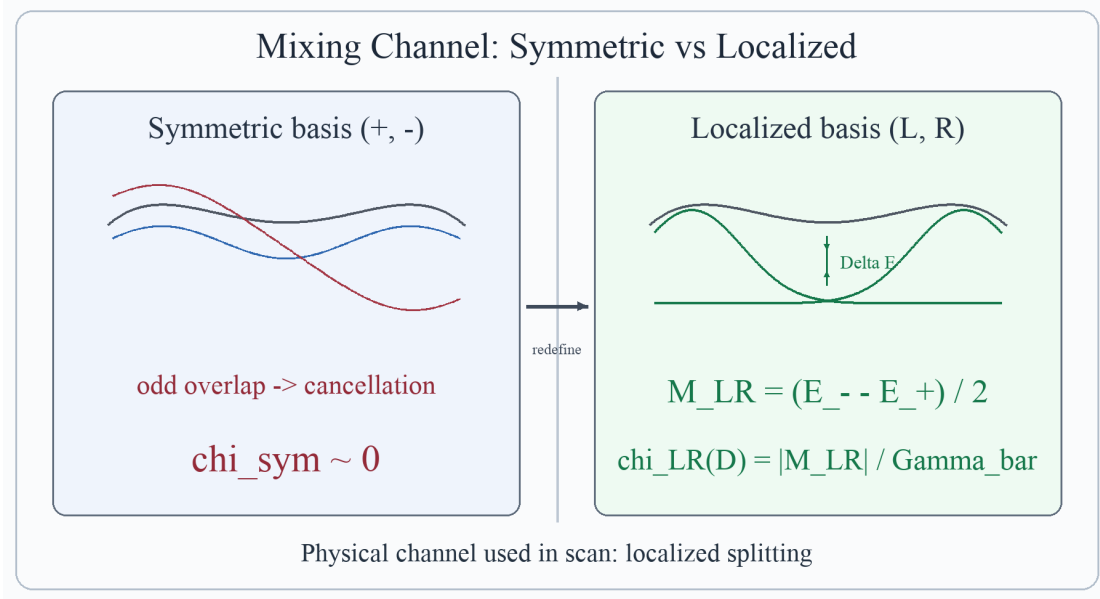 Mixing Channel: Symmetric vs Localized
Symmetric basis (+, -)
odd overlap -> cancellation
chi_sym ~ 0
redefine
Localized basis (L, R)
Delta E
M_LR = (E_- - E_+) / 2
chi_LR(D) = |M_LR| / Gamma_bar
Physical channel used in scan: localized splitting